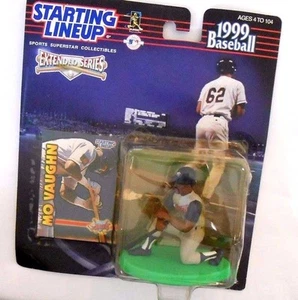 STARTING
LINEUP
SPORTS SUPERSTAR COLLECTIBLES
EXTENDED SERIES
AGES 4 TO 104
1999
Baseball
62
MO VAUGHN